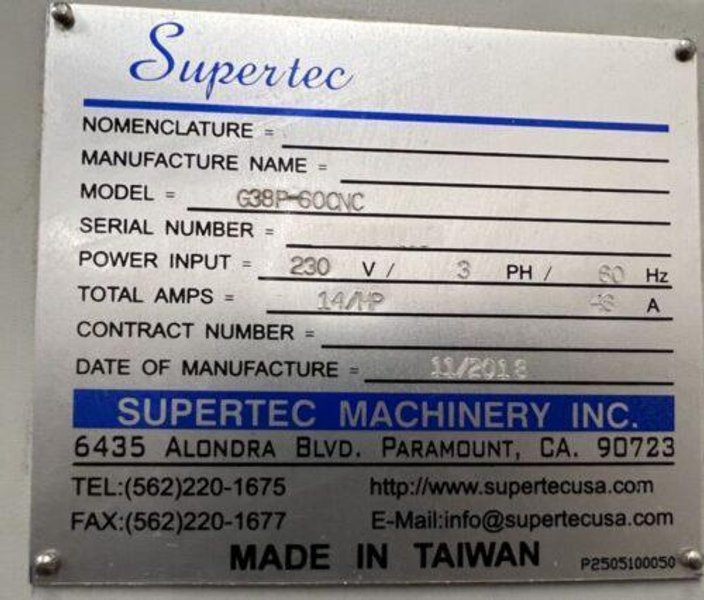 Supertec
NOMENCLATURE =
MANUFACTURE NAME =
MODEL = G38P-60CNC
SERIAL NUMBER =
POWER INPUT = 230 V / 3 PH / 60 Hz
TOTAL AMPS = 14/HP A
CONTRACT NUMBER =
DATE OF MANUFACTURE = 11/2018
SUPERTEC MACHINERY INC.
6435 ALONDRA BLVD. PARAMOUNT, CA. 90723
TEL:(562)220-1675 http://www.supertecusa.com
FAX:(562)220-1677 E-Mail:info@supertecusa.com
MADE IN TAIWAN P2505100050